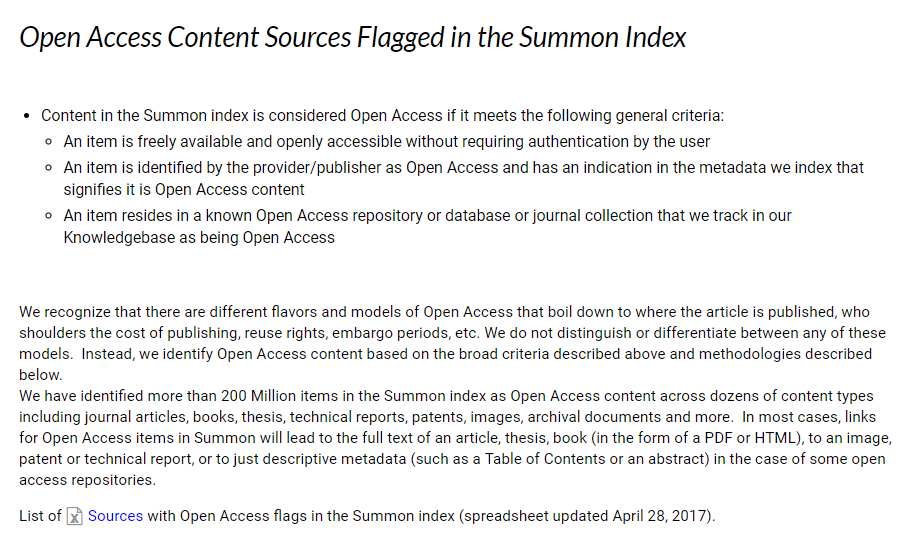 Open Access Content Sources Flagged in the Summon Index
Content in the Summon index is considered Open Access if it meets the following general criteria:
An item is freely available and openly accessible without requiring authentication by the user
An item is identified by the provider/publisher as Open Access and has an indication in the metadata we index that
signifies it is Open Access content
An item resides in a known Open Access repository or database or journal collection that we track in our
Knowledgebase as being Open Access
We recognize that there are different flavors and models of Open Access that boil down to where the article is published, who
shoulders the cost of publishing, reuse rights, embargo periods, etc. We do not distinguish or differentiate between any of these
models.  Instead, we identify Open Access content based on the broad criteria described above and methodologies described
below.
We have identified more than 200 Million items in the Summon index as Open Access content across dozens of content types
including journal articles, books, thesis, technical reports, patents, images, archival documents and more.  In most cases, links
for Open Access items in Summon will lead to the full text of an article, thesis, book (in the form of a PDF or HTML), to an image,
patent or technical report, or to just descriptive metadata (such as a Table of Contents or an abstract) in the case of some open
access repositories.
List of Sources with Open Access flags in the Summon index (spreadsheet updated April 28, 2017).